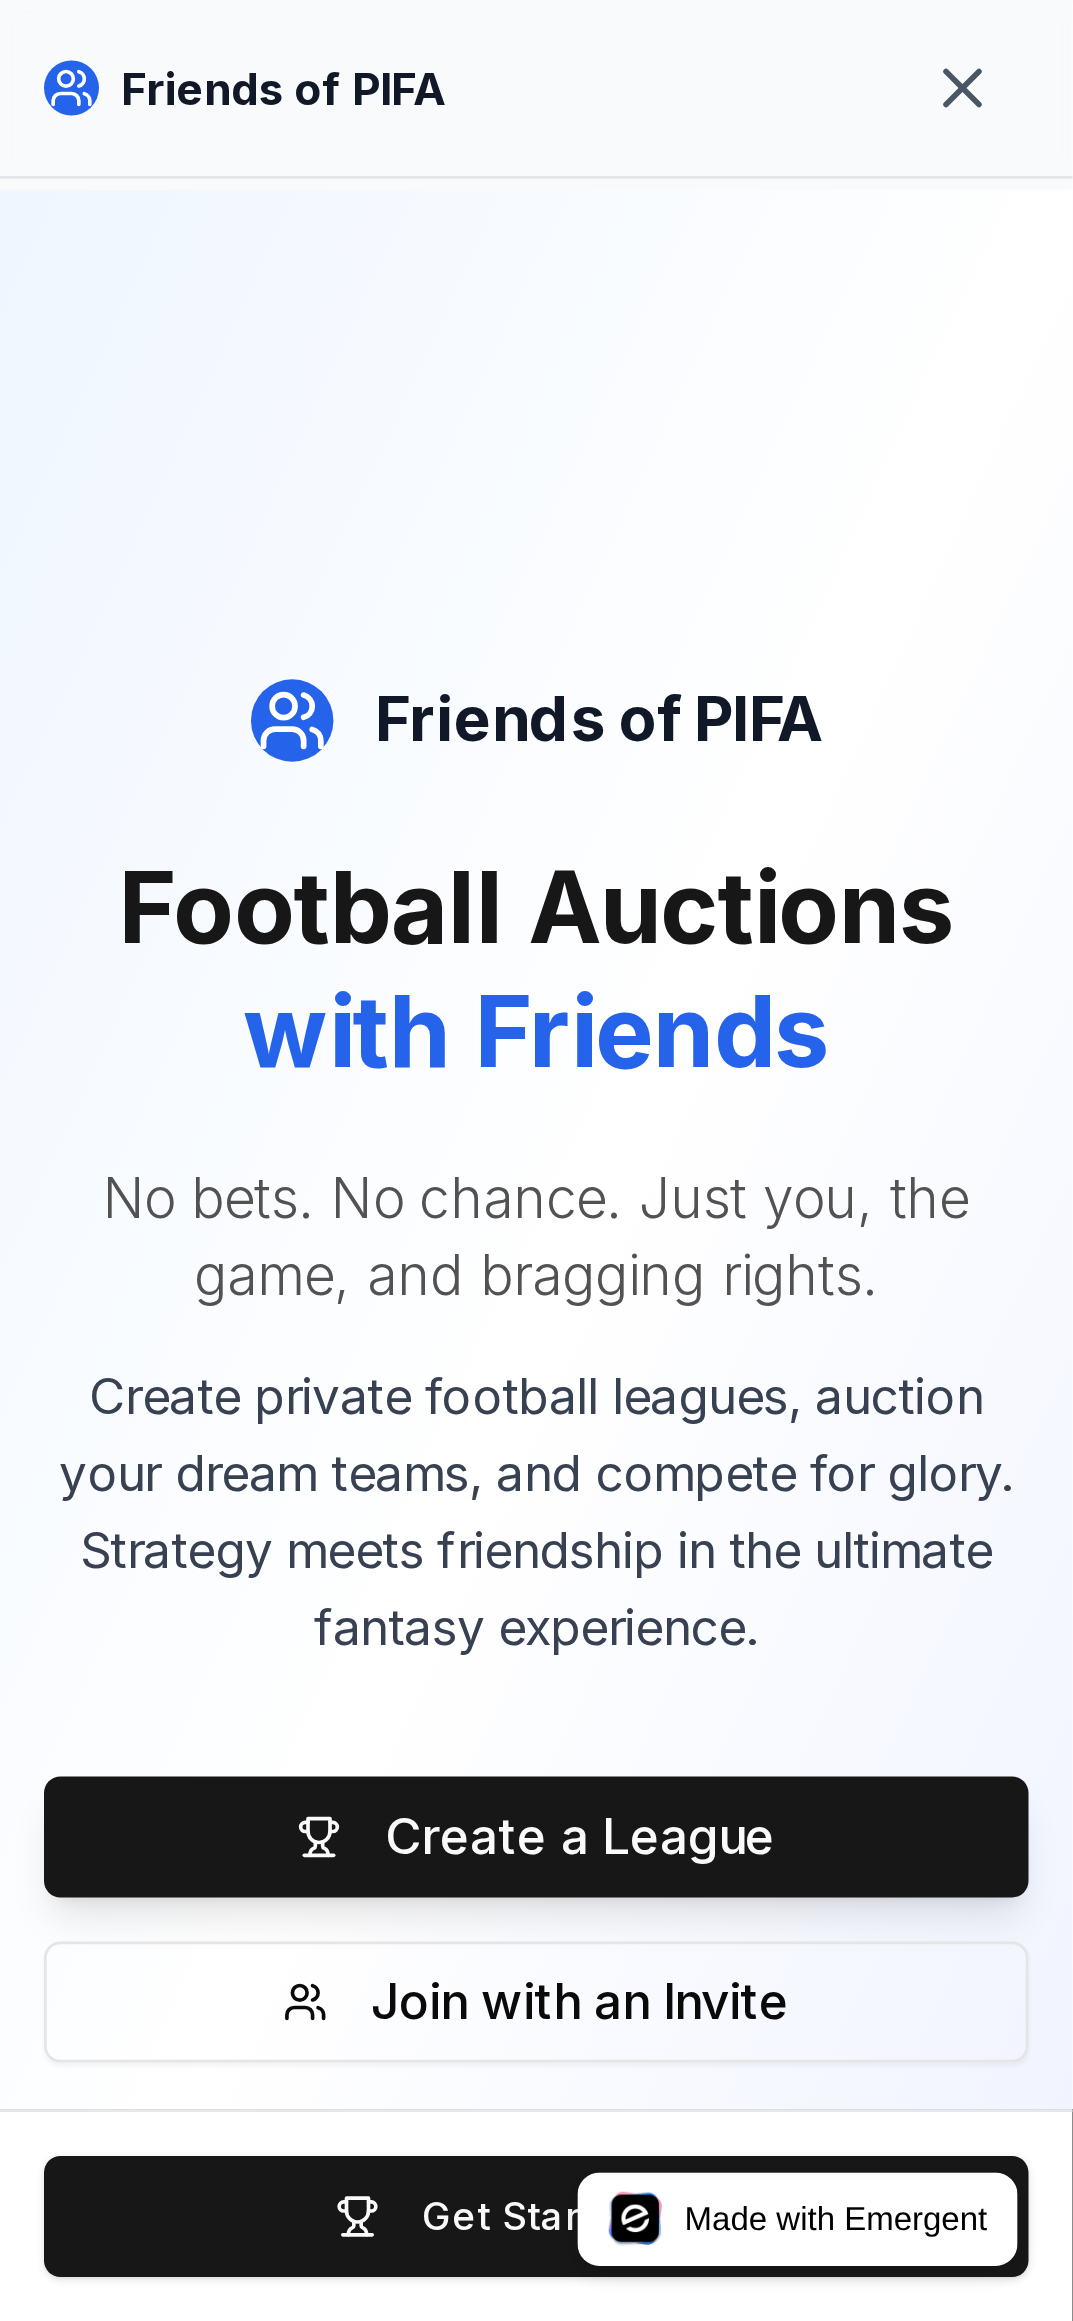 Friends of PIFA
Friends of PIFA
Football Auctions
with Friends
No bets. No chance. Just you, the
game, and bragging rights.
Create private football leagues, auction
your dream teams, and compete for glory.
Strategy meets friendship in the ultimate
fantasy experience.
Create a League
Join with an Invite
Get Star
Made with Emergent